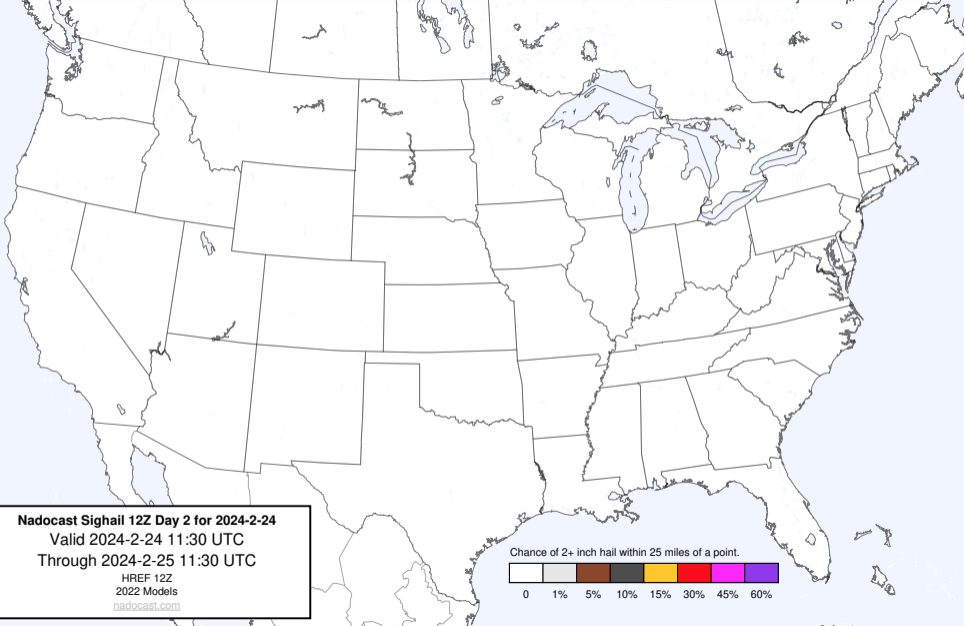 Nadocast Sighail 12Z Day 2 for 2024-2-24
Valid 2024-2-24 11:30 UTC
Through 2024-2-25 11:30 UTC
HREF 12Z
2022 Models
nadocast.com
Chance of 2+ inch hail within 25 miles of a point.
0 1% 5% 10% 15% 30% 45% 60%